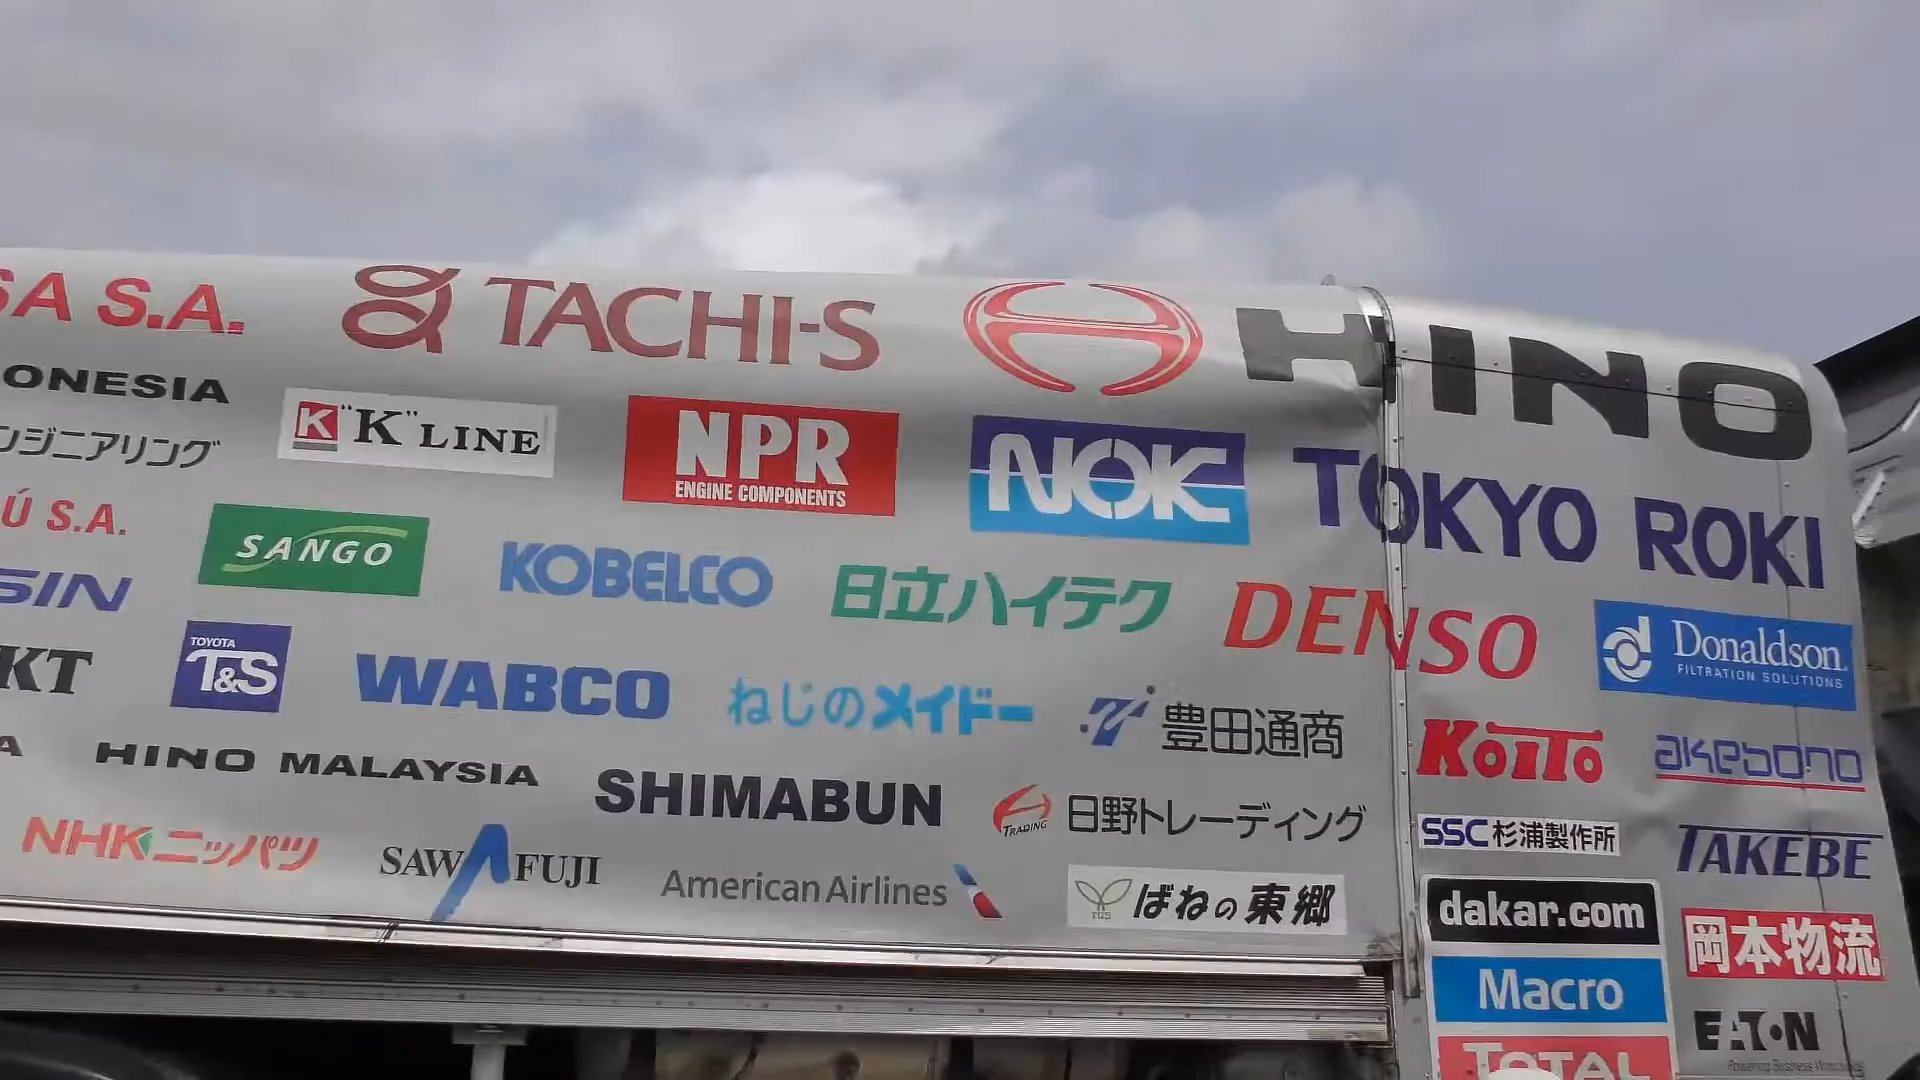 SA S.A.
TACHI-S
HINO
ONESIA
"K" LINE
NPR
ENGINE COMPONENTS
NOK
TOKYO ROKI
ンジニアリング
Ú S.A.
SANGO
KOBELCO
日立ハイテク
DENSO
Donaldson.
FILTRATION SOLUTIONS
SIN
KT
TOYOTA
T&S
WABCO
ねじのメイドー
豊田通商
KOITO
akebono
A
HINO MALAYSIA
SHIMABUN
TRADING
日野トレーディング
SSC杉浦製作所
TAKEBE
NHKニッパツ
SAWAFUJI
American Airlines
TGS
ばねの東郷
dakar.com
岡本物流
Macro
EATON
Powering Business Worldwide
TOTAL